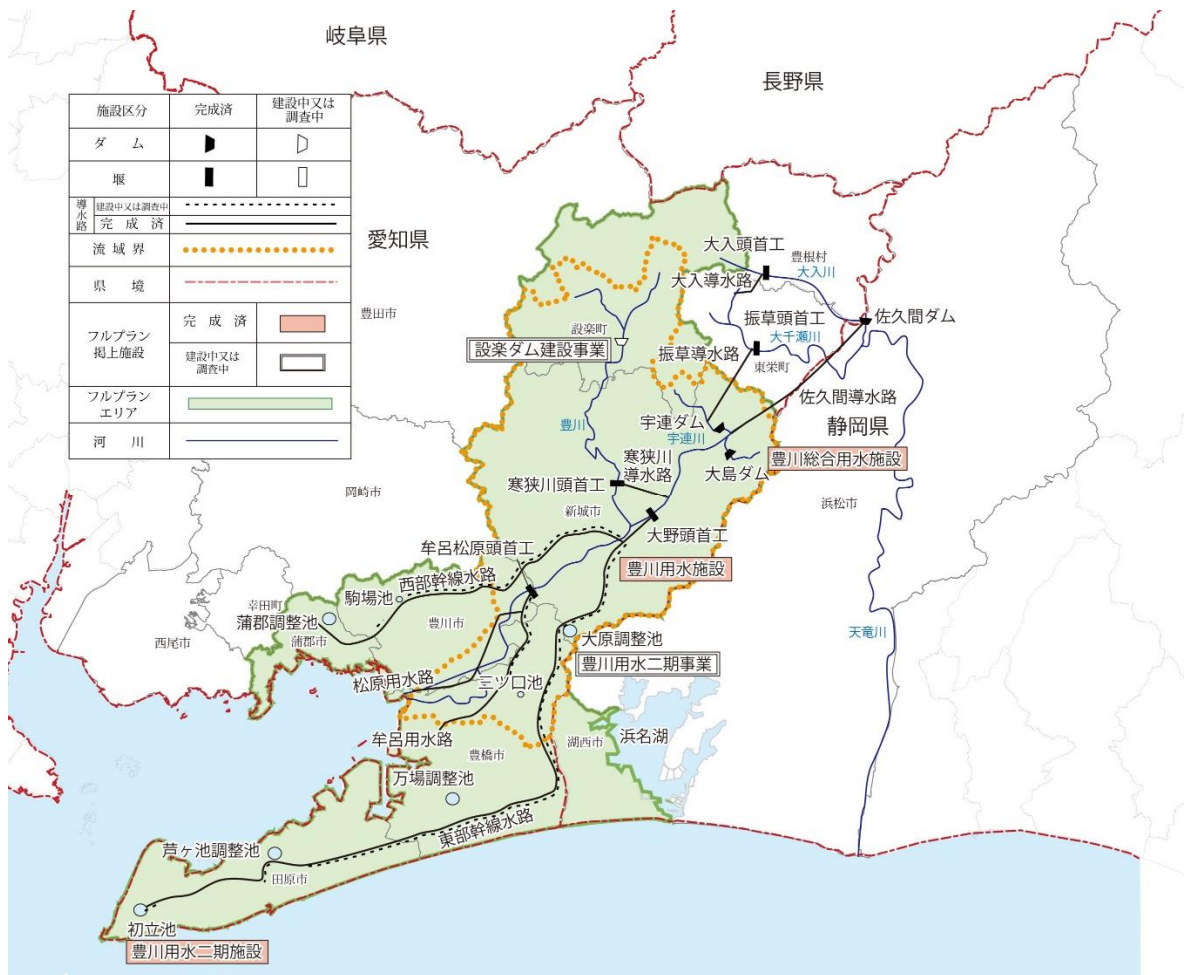 岐阜県
長野県
愛知県
静岡県
施設区分
完成済
建設中又は
調査中
ダム
堰
導水路
建設中又は調査中
完成済
流域界
県境
フルプラン
掲上施設
完成済
建設中又は
調査中
フルプラン
エリア
河川
豊田市
大入頭首工
豊根村
大入川
大入導水路
設楽町
設楽ダム建設事業
振草頭首工
大千瀬川
振草導水路
東栄町
佐久間ダム
佐久間導水路
豊川
宇連ダム
宇連川
大島ダム
豊川総合用水施設
寒狭川
導水路
寒狭川頭首工
岡崎市
新城市
浜松市
大野頭首工
牟呂松原頭首工
豊川用水施設
西部幹線水路
駒場池
幸田町
蒲郡調整池
蒲郡市
西尾市
豊川市
天竜川
大原調整池
豊川用水二期事業
松原用水路
三ツ口池
牟呂用水路
豊橋市
湖西市
浜名湖
万場調整池
東部幹線水路
芦ヶ池調整池
田原市
初立池
豊川用水二期施設